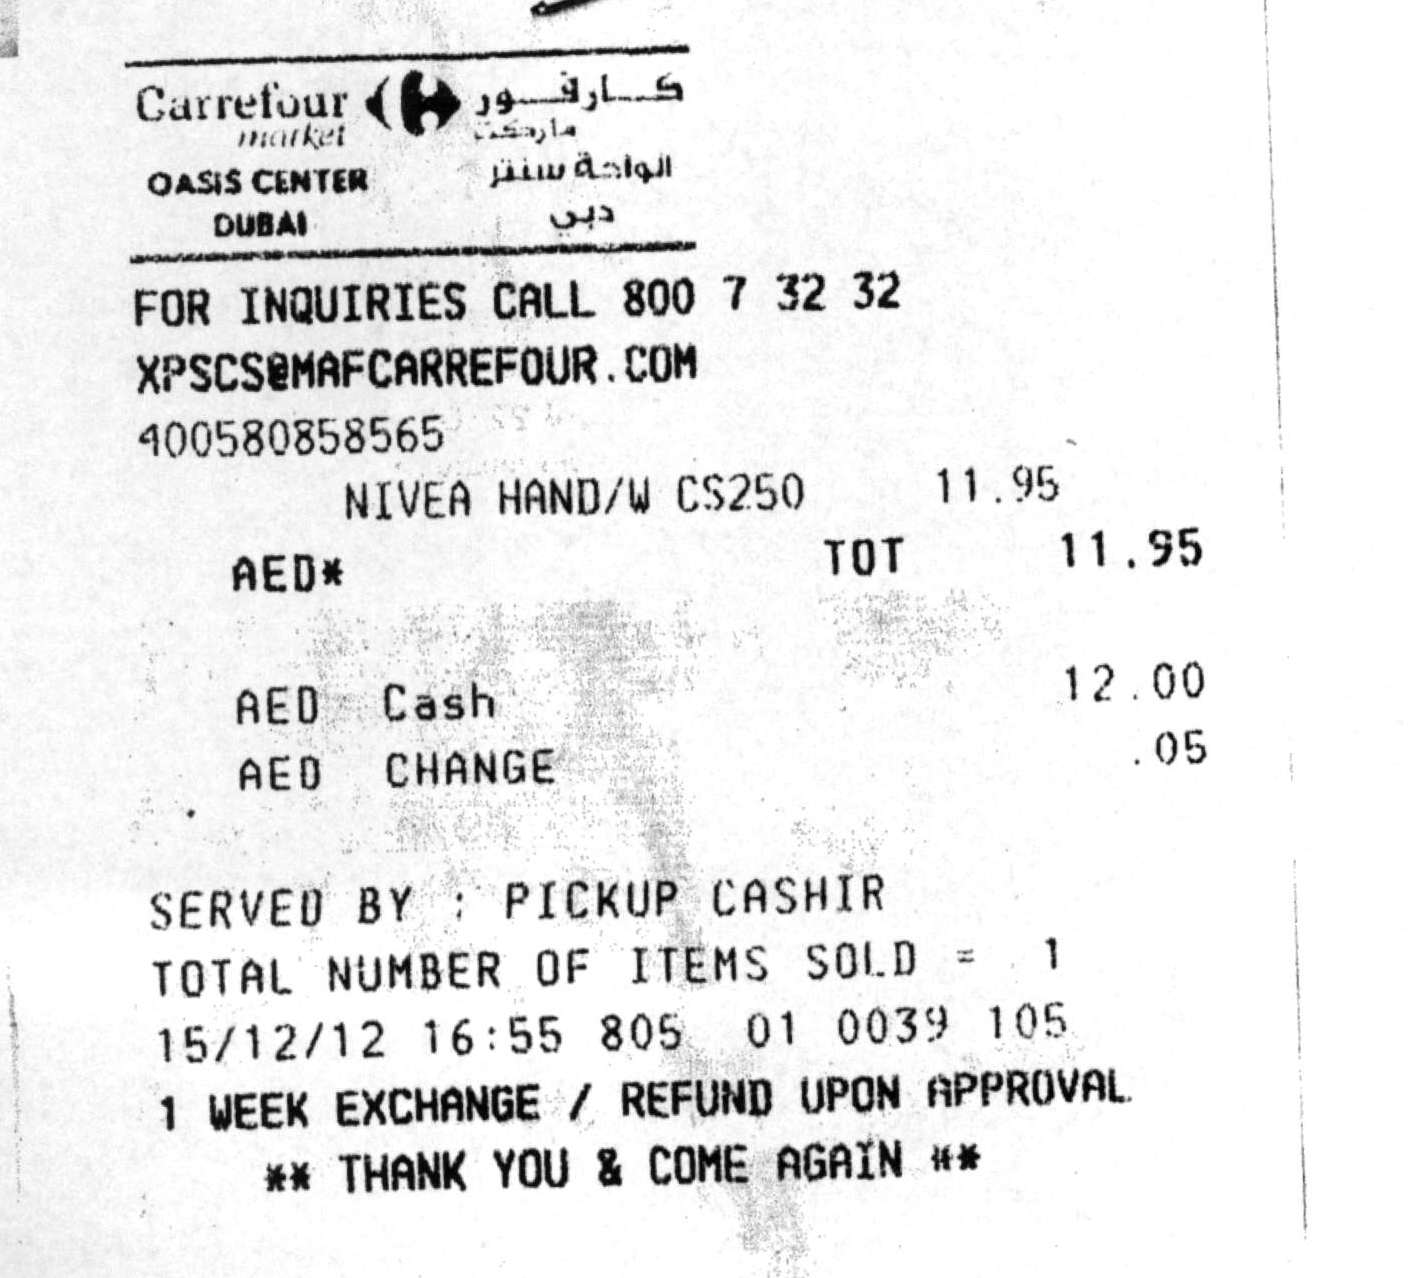 Carrefour كارفور
market ماركت
OASIS CENTER الواحة سنتر
DUBAI دبي
FOR INQUIRIES CALL 800 7 32 32
XPSCS@MAFCARREFOUR.COM
400580858565
NIVEA HAND/W CS250 11.95
AED* TOT 11.95
AED Cash 12.00
AED CHANGE .05
SERVED BY : PICKUP CASHIR
TOTAL NUMBER OF ITEMS SOLD = 1
15/12/12 16:55 805 01 0039 105
1 WEEK EXCHANGE / REFUND UPON APPROVAL.
** THANK YOU & COME AGAIN **